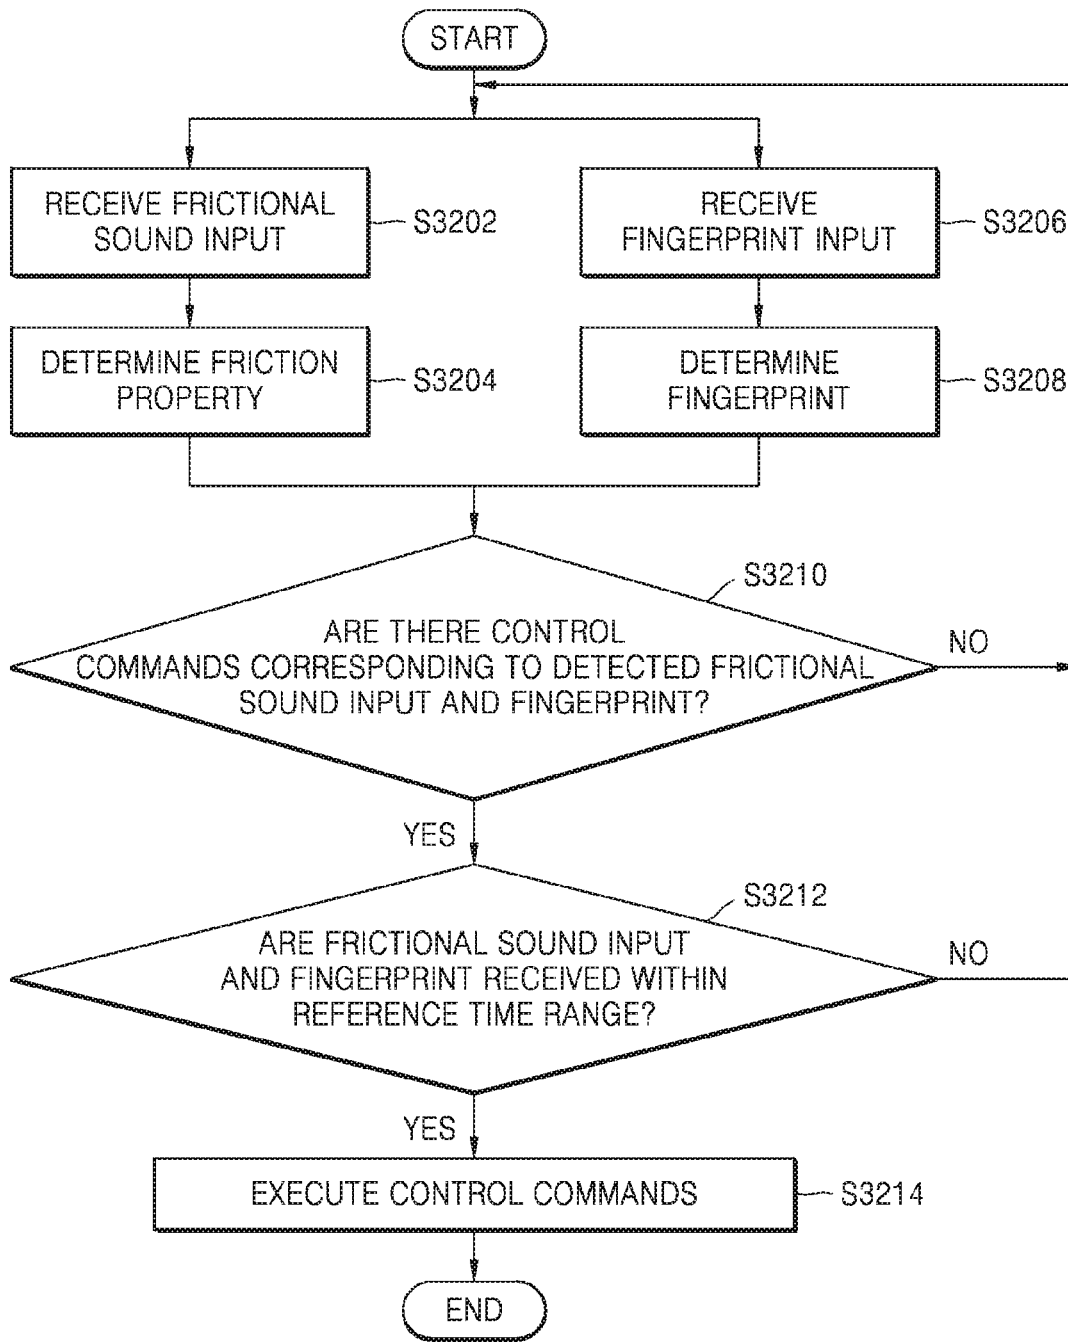 START
RECEIVE FRICTIONAL
SOUND INPUT
S3202
RECEIVE
FINGERPRINT INPUT
S3206
DETERMINE FRICTION
PROPERTY
S3204
DETERMINE
FINGERPRINT
S3208
S3210
ARE THERE CONTROL
COMMANDS CORRESPONDING TO DETECTED FRICTIONAL
SOUND INPUT AND FINGERPRINT?
NO
YES
S3212
ARE FRICTIONAL SOUND INPUT
AND FINGERPRINT RECEIVED WITHIN
REFERENCE TIME RANGE?
NO
YES
EXECUTE CONTROL COMMANDS
S3214
END